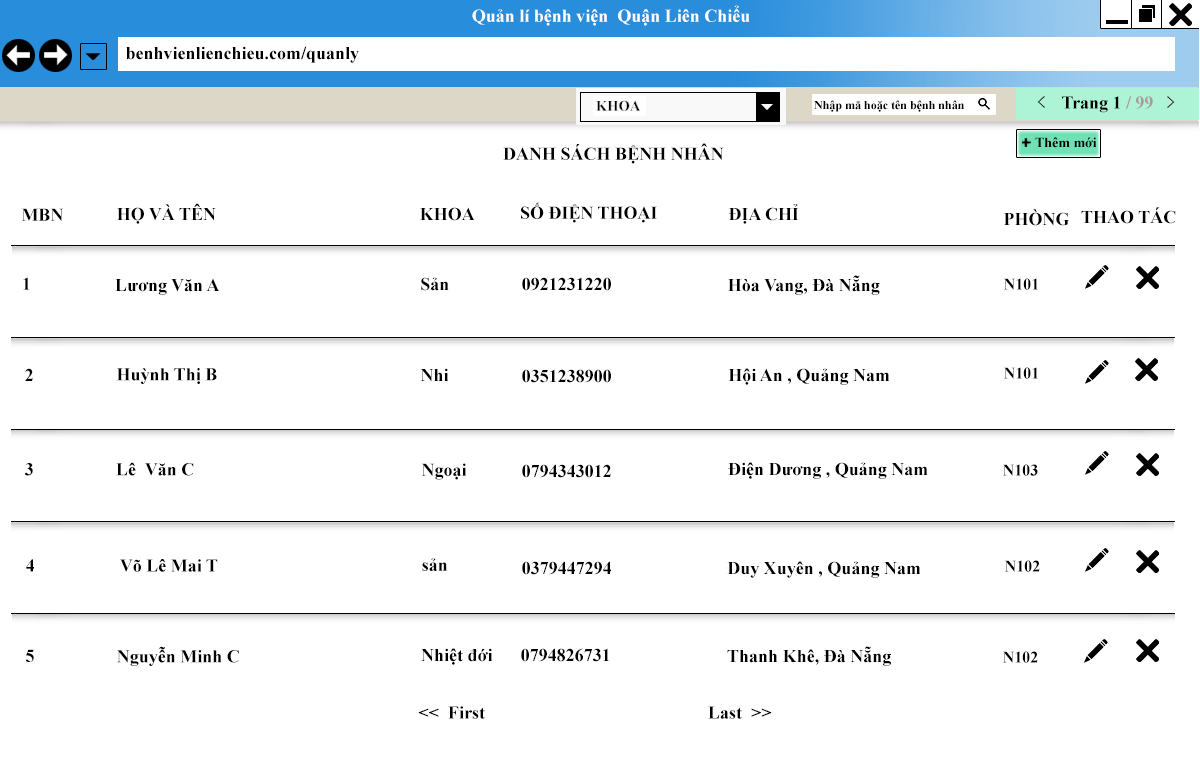 Quản lí bệnh viện Quận Liên Chiểu
benhvienlienchieu.com/quanly
KHOA
Nhập mã hoặc tên bệnh nhân
< Trang 1 / 99 >
DANH SÁCH BỆNH NHÂN
+ Thêm mới
MBN HỌ VÀ TÊN KHOA SỐ ĐIỆN THOẠI ĐỊA CHỈ PHÒNG THAO TÁC
1 Lương Văn A Sản 0921231220 Hòa Vang, Đà Nẵng N101
2 Huỳnh Thị B Nhi 0351238900 Hội An , Quảng Nam N101
3 Lê Văn C Ngoại 0794343012 Điện Dương , Quảng Nam N103
4 Võ Lê Mai T sản 0379447294 Duy Xuyên , Quảng Nam N102
5 Nguyễn Minh C Nhiệt dới 0794826731 Thanh Khê, Đà Nẵng N102
<< First Last >>